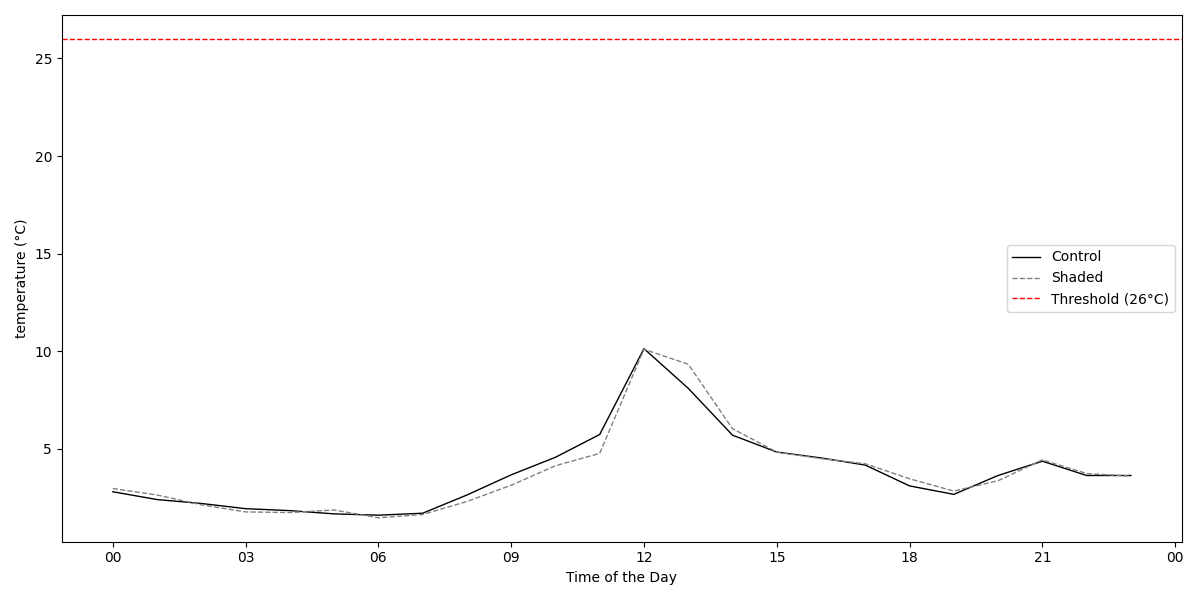 25
20
15
10
5
temperature (°C)
Control
Shaded
Threshold (26°C)
00 03 06 09 12 15 18 21 00
Time of the Day